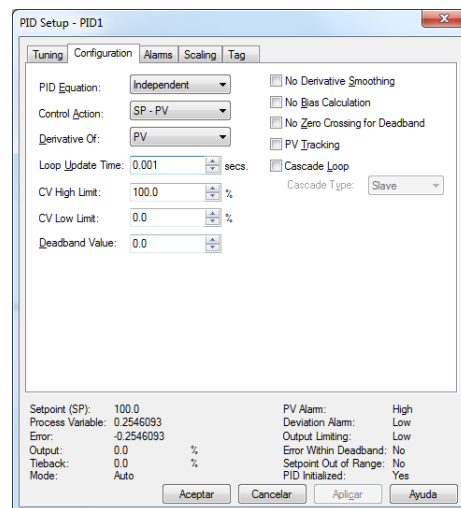 PID Setup - PID1
Tuning Configuration Alarms Scaling Tag
PID Equation: Independent
Control Action: SP - PV
Derivative Of: PV
Loop Update Time: 0.001 secs.
CV High Limit: 100.0 %
CV Low Limit: 0.0 %
Deadband Value: 0.0
No Derivative Smoothing
No Bias Calculation
No Zero Crossing for Deadband
PV Tracking
Cascade Loop
Cascade Type: Slave
Setpoint (SP): 100.0
Process Variable: 0.2546093
Error: -0.2546093
Output: 0.0 %
Tieback: 0.0 %
Mode: Auto
PV Alarm: High
Deviation Alarm: Low
Output Limiting: Low
Error Within Deadband: No
Setpoint Out of Range: No
PID Initialized: Yes
Aceptar Cancelar Aplicar Ayuda